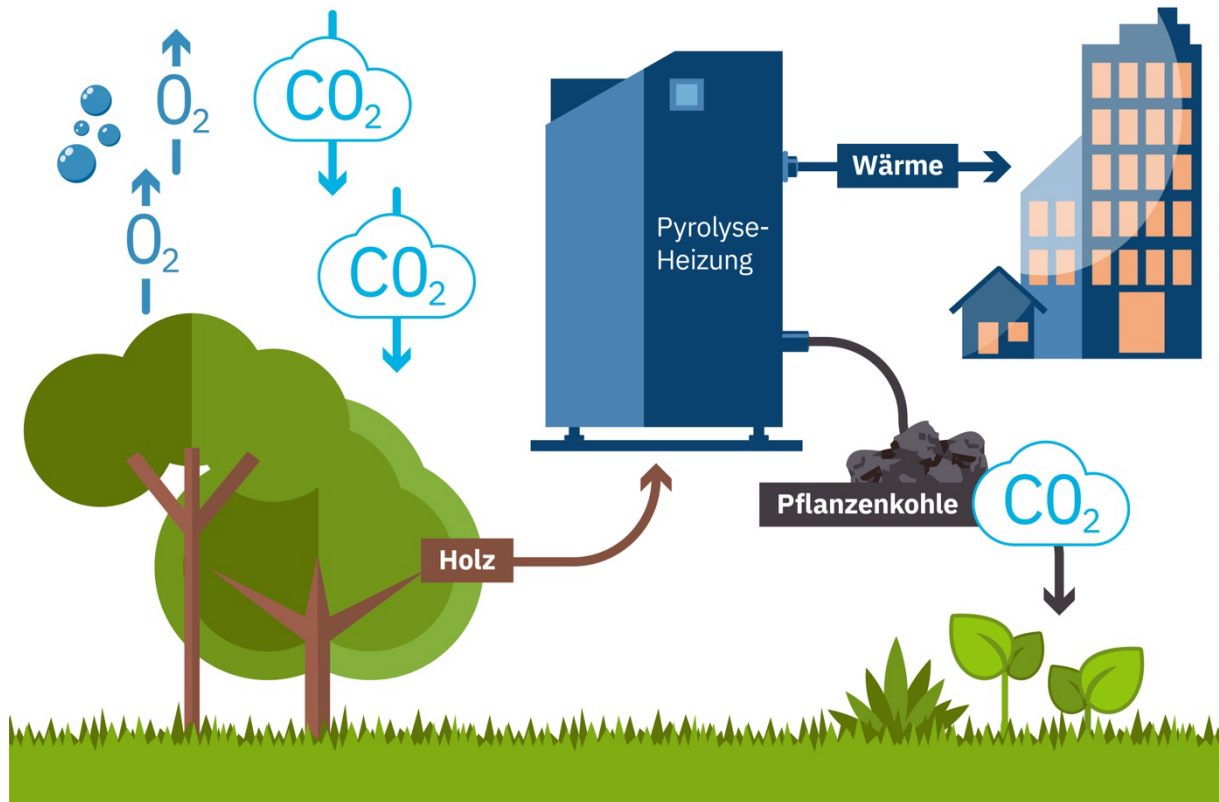 O₂
CO₂
O₂
CO₂
Wärme
Pyrolyse-
Heizung
Pflanzenkohle
CO₂
Holz